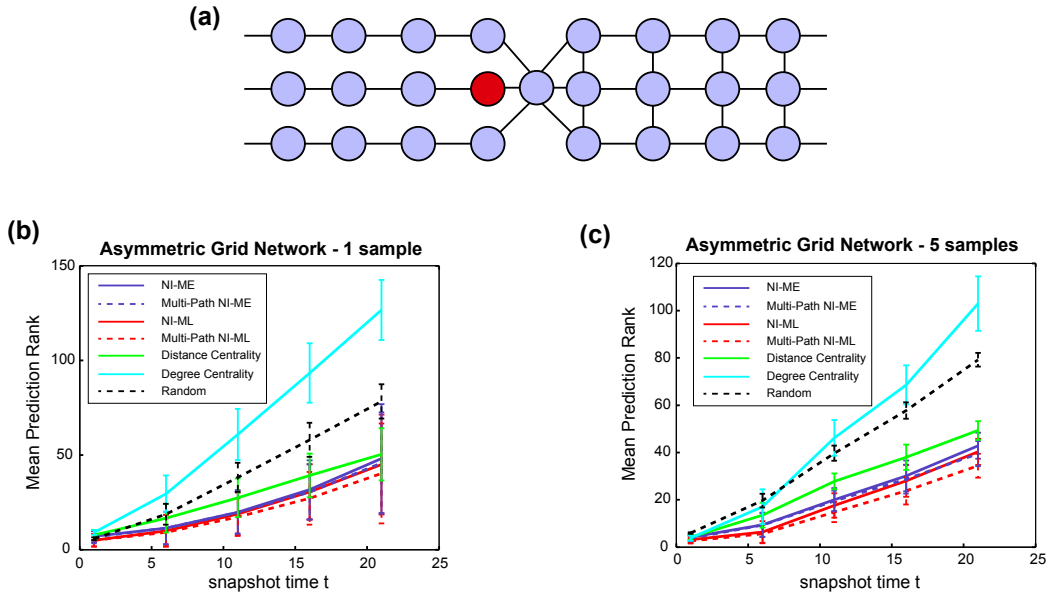 (a)
(b)
Asymmetric Grid Network - 1 sample
Mean Prediction Rank
150
100
50
0
NI-ME
Multi-Path NI-ME
NI-ML
Multi-Path NI-ML
Distance Centrality
Degree Centrality
Random
0 5 10 15 20 25
snapshot time t
(c)
Asymmetric Grid Network - 5 samples
Mean Prediction Rank
120
100
80
60
40
20
0
NI-ME
Multi-Path NI-ME
NI-ML
Multi-Path NI-ML
Distance Centrality
Degree Centrality
Random
0 5 10 15 20 25
snapshot time t